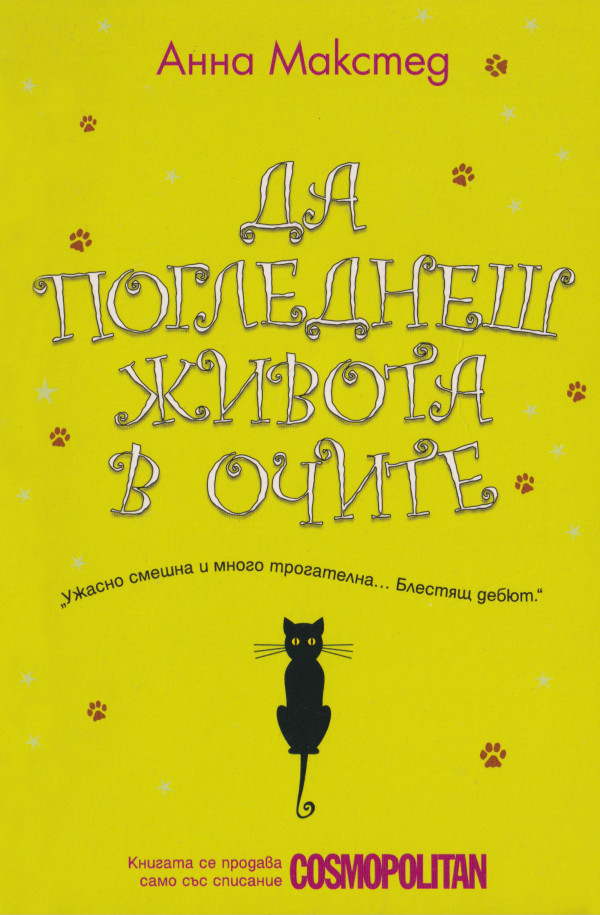 Анна Макстед
ДА
ПОГЛЕДНЕШ
ЖИВОТА
В ОЧИТЕ
„Ужасно смешна и много трогателна... Блестящ дебют.“
Книгата се продава
само със списание COSMOPOLITAN